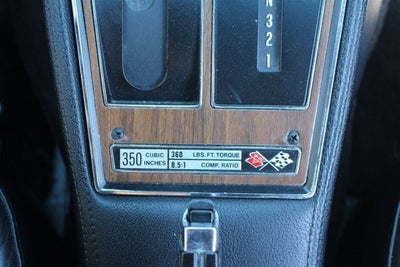 N
3
2
1
350 CUBIC INCHES
360 LBS. FT. TORQUE
8.5:1 COMP. RATIO